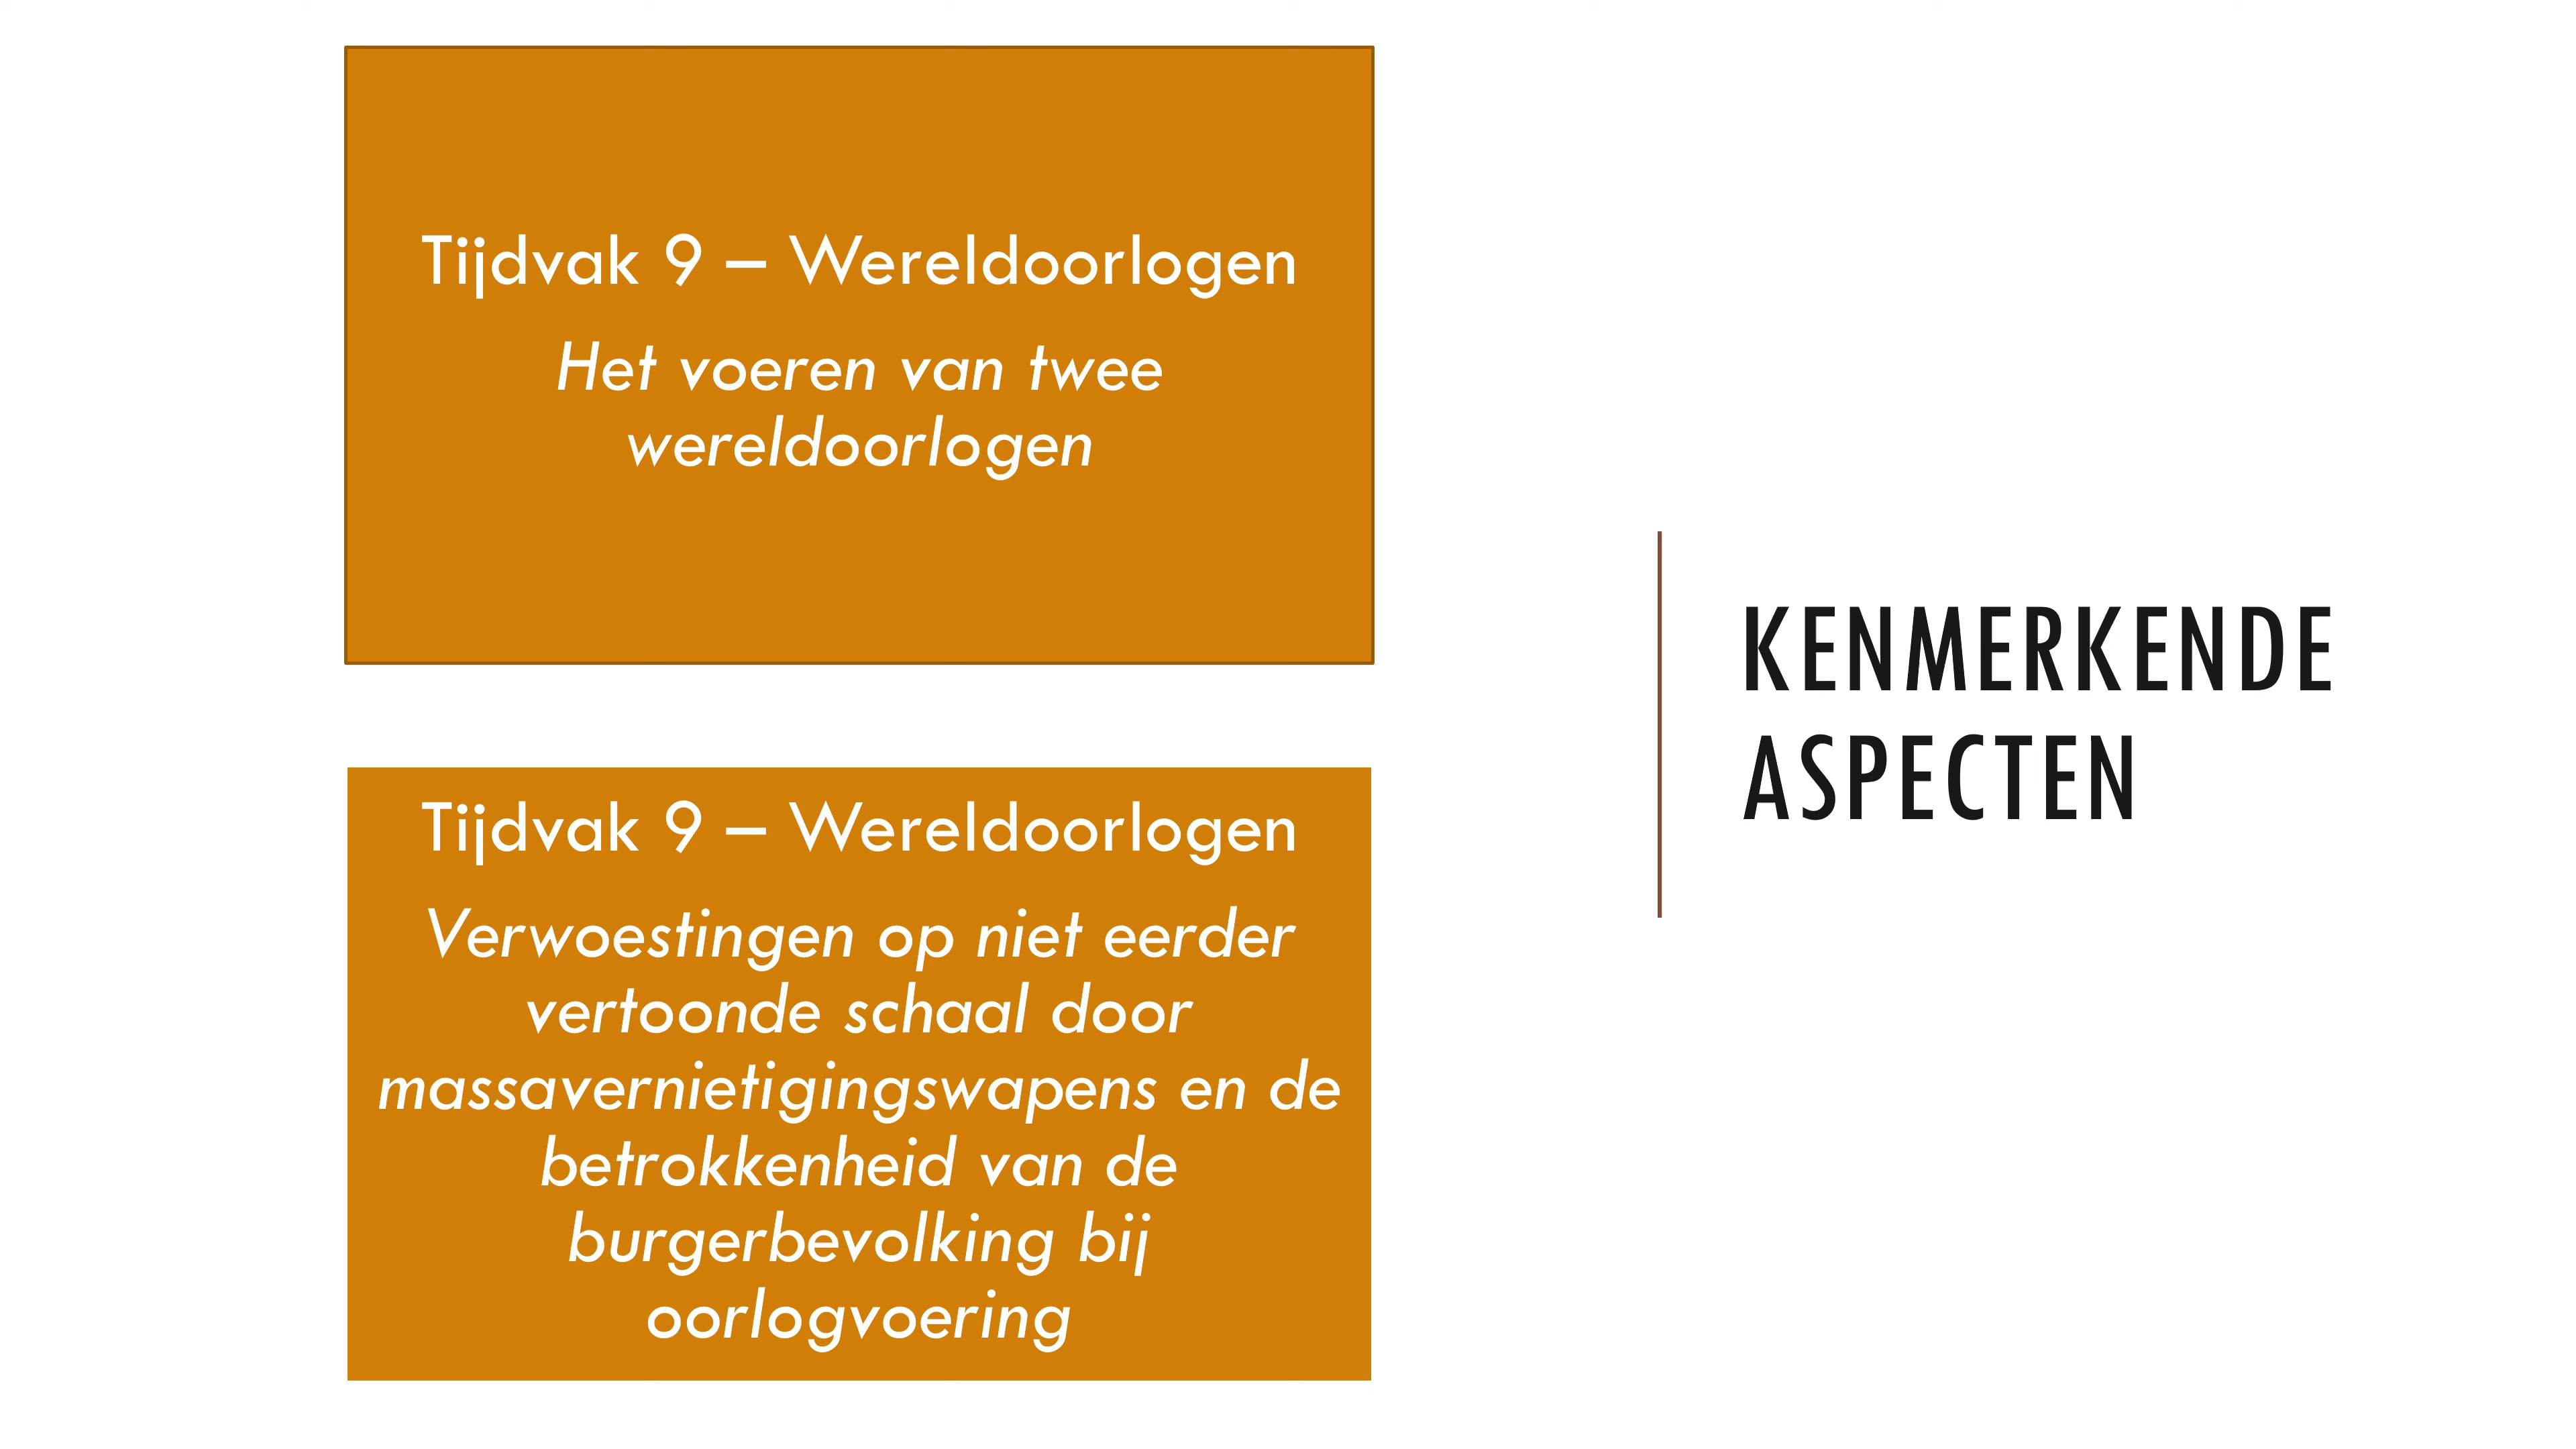 Tijdvak 9 – Wereldoorlogen
Het voeren van twee
wereldoorlogen
Tijdvak 9 – Wereldoorlogen
Verwoestingen op niet eerder
vertoonde schaal door
massavernietigingswapens en de
betrokkenheid van de
burgerbevolking bij
oorlogvoering
KENMERKENDE
ASPECTEN